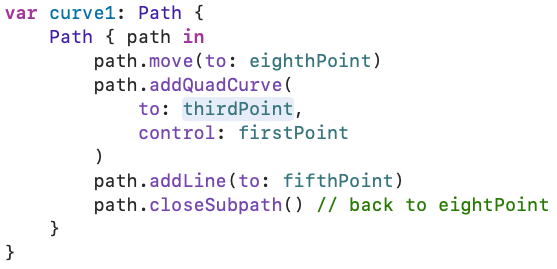 var curve1: Path {
    Path { path in
        path.move(to: eighthPoint)
        path.addQuadCurve(
            to: thirdPoint,
            control: firstPoint
        )
        path.addLine(to: fifthPoint)
        path.closeSubpath() // back to eightPoint
    }
}